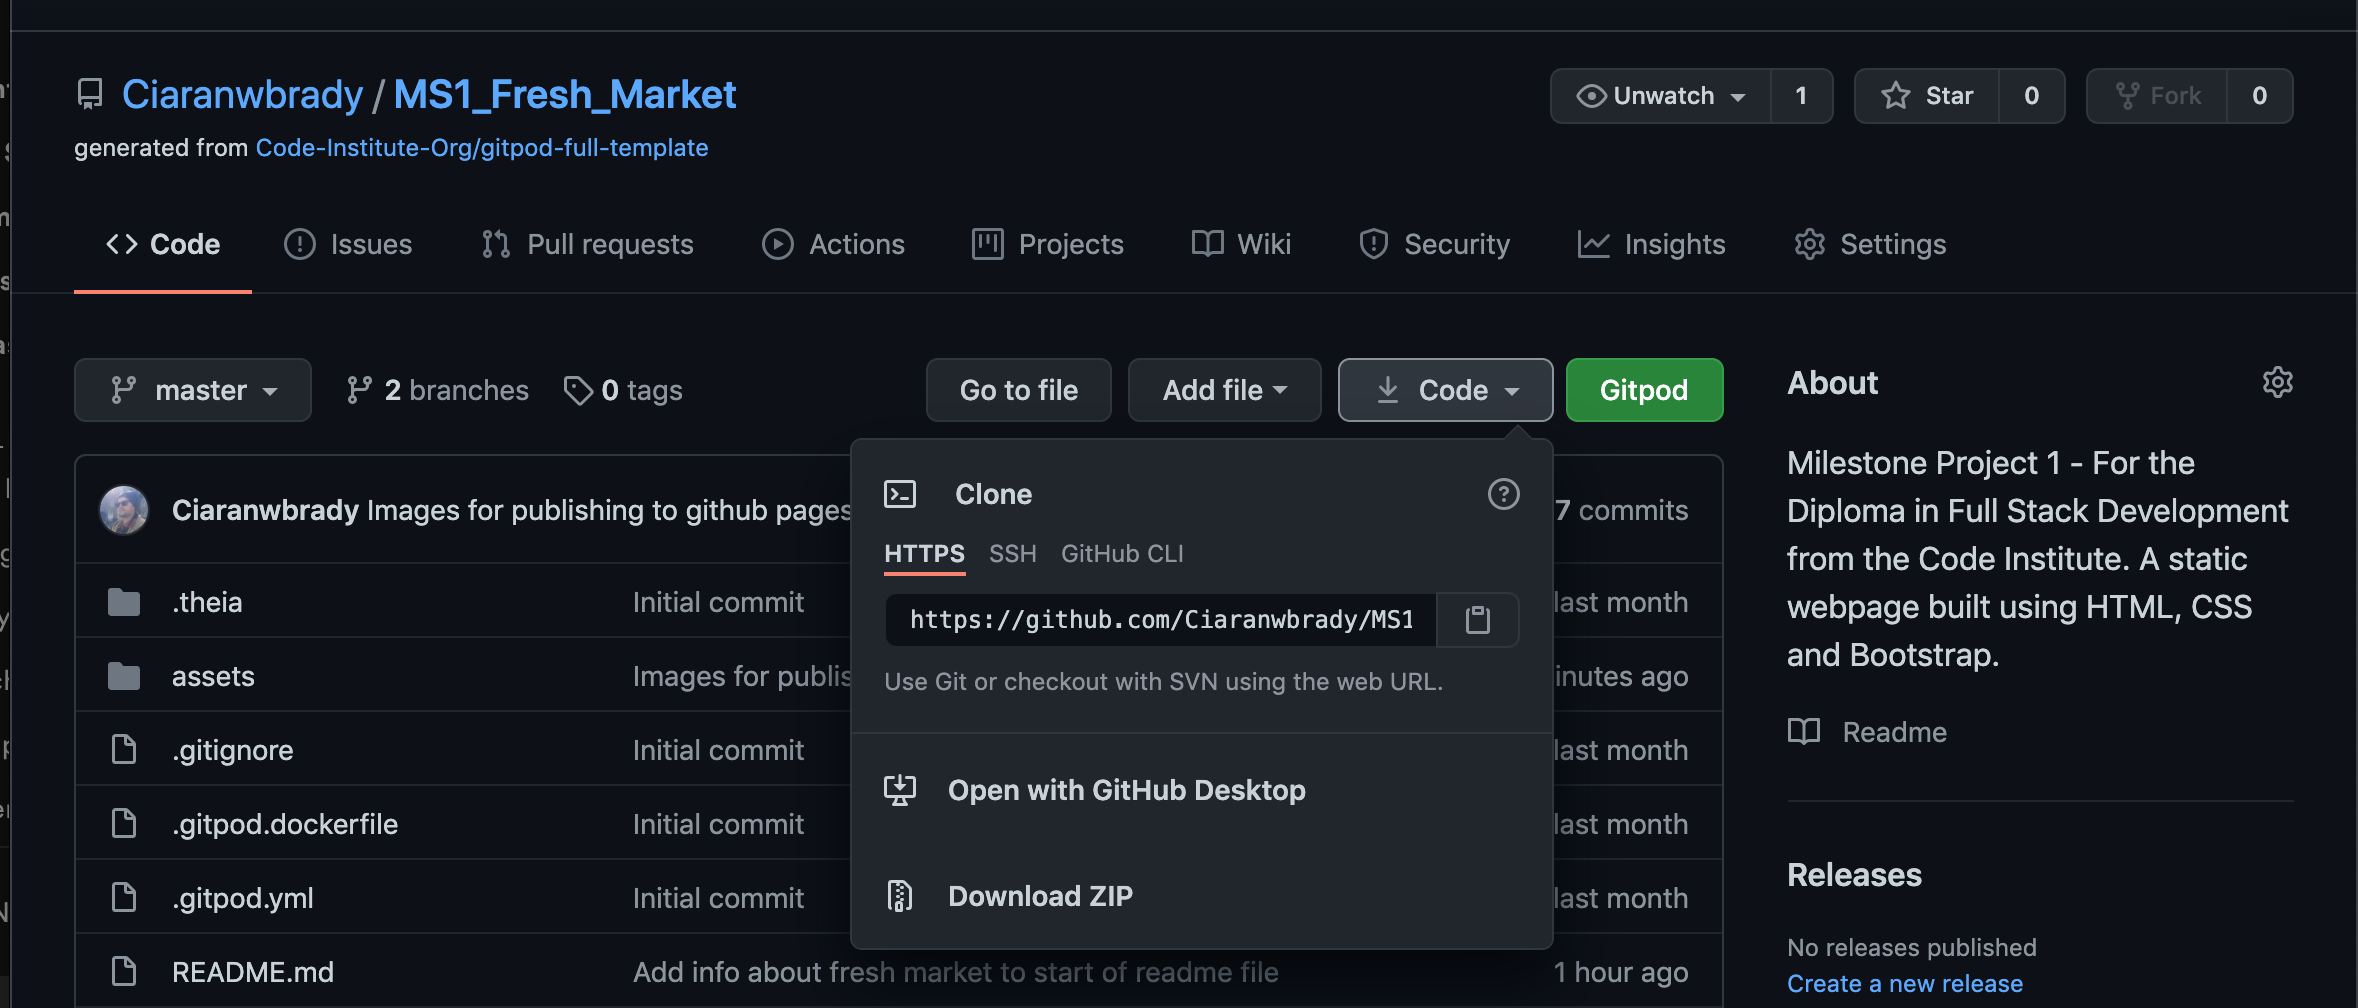 Ciaranwbrady / MS1_Fresh_Market
Unwatch 1 Star 0 Fork 0
generated from Code-Institute-Org/gitpod-full-template
Code Issues Pull requests Actions Projects Wiki Security Insights Settings
master 2 branches 0 tags Go to file Add file Code Gitpod
Ciaranwbrady Images for publishing to github pages 7 commits
.theia Initial commit last month
assets Images for publis inutes ago
.gitignore Initial commit last month
.gitpod.dockerfile Initial commit last month
.gitpod.yml Initial commit last month
README.md Add info about fresh market to start of readme file 1 hour ago
Clone
HTTPS SSH GitHub CLI
https://github.com/Ciaranwbrady/MS1
Use Git or checkout with SVN using the web URL.
Open with GitHub Desktop
Download ZIP
About
Milestone Project 1 - For the
Diploma in Full Stack Development
from the Code Institute. A static
webpage built using HTML, CSS
and Bootstrap.
Readme
Releases
No releases published
Create a new release